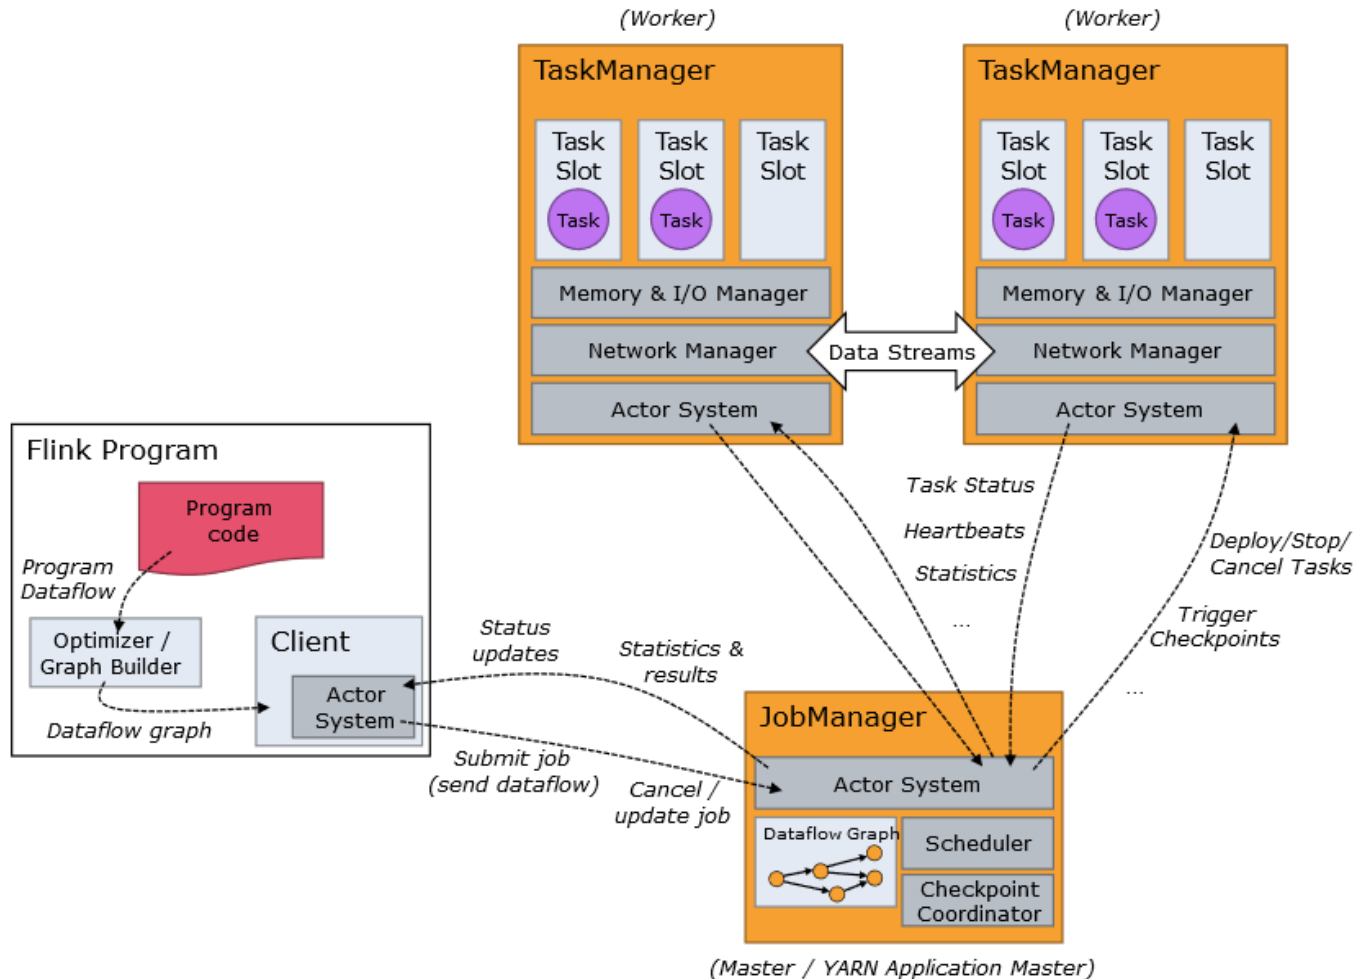 (Worker)
(Worker)
TaskManager
TaskManager
Task
Slot
Task
Task
Slot
Task
Task
Slot
Task
Slot
Task
Task
Slot
Task
Task
Slot
Memory & I/O Manager
Memory & I/O Manager
Network Manager
Data Streams
Network Manager
Actor System
Actor System
Flink Program
Program
code
Program
Dataflow
Optimizer /
Graph Builder
Dataflow graph
Client
Actor
System
Status
updates
Statistics &
results
Submit job
(send dataflow)
Cancel /
update job
Task Status
Heartbeats
Statistics
...
Deploy/Stop/
Cancel Tasks
Trigger
Checkpoints
...
JobManager
Actor System
Dataflow Graph
Scheduler
Checkpoint
Coordinator
(Master / YARN Application Master)